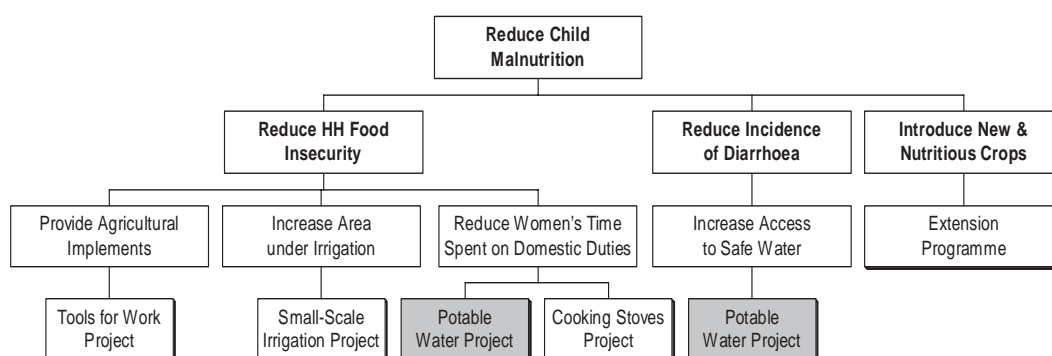 Reduce Child
Malnutrition
Reduce HH Food
Insecurity
Reduce Incidence
of Diarrhoea
Introduce New &
Nutritious Crops
Provide Agricultural
Implements
Increase Area
under Irrigation
Reduce Women's Time
Spent on Domestic Duties
Increase Access
to Safe Water
Extension
Programme
Tools for Work
Project
Small-Scale
Irrigation Project
Potable
Water Project
Cooking Stoves
Project
Potable
Water Project